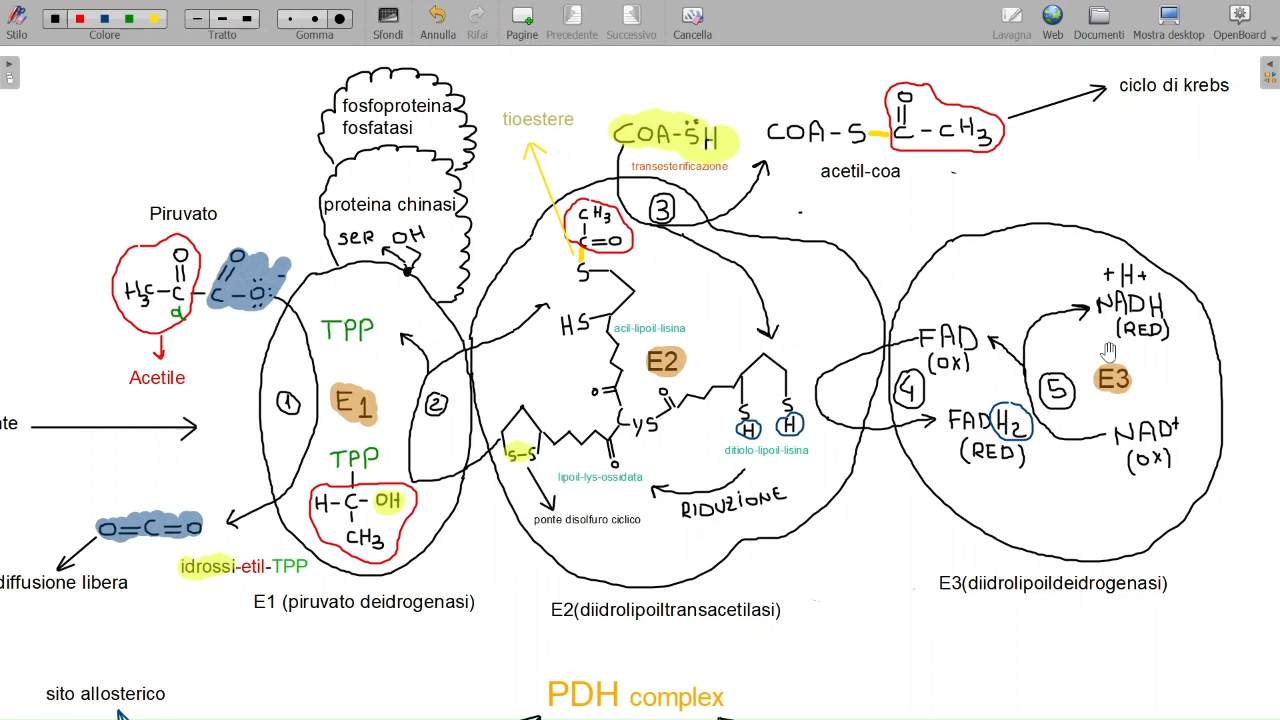 Stilo
Colore
Tratto
Gomma
Sfondi
Annulla
Rifai
Pagine
Precedente
Successivo
Cancella
Lavagna
Web
Documenti
Mostra desktop
OpenBoard
fosfoproteina
fosfatasi
proteina chinasi
SER OH
tioestere
COA-SH
transesterificazione
COA-S-C-CH3
O
acetil-coa
ciclo di krebs
Piruvato
O
H3C-C-C-O:-
α
Acetile
TPP
E1
1
2
TPP
H-C-OH
CH3
idrossi-etil-TPP
O=C=O
diffusione libera
E1 (piruvato deidrogenasi)
3
CH3
C=O
S
HS
acil-lipoil-lisina
E2
O
O
LYS
S-S
O
lipoil-lys-ossidata
ponte disolfuro ciclico
S
S
H
H
ditiolo-lipoil-lisina
RIDUZIONE
E2(diidrolipoiltransacetilasi)
4
5
FAD
(OX)
FADH2
(RED)
+H+
NADH
(RED)
E3
NAD+
(OX)
E3(diidrolipoildeidrogenasi)
sito allosterico
PDH complex